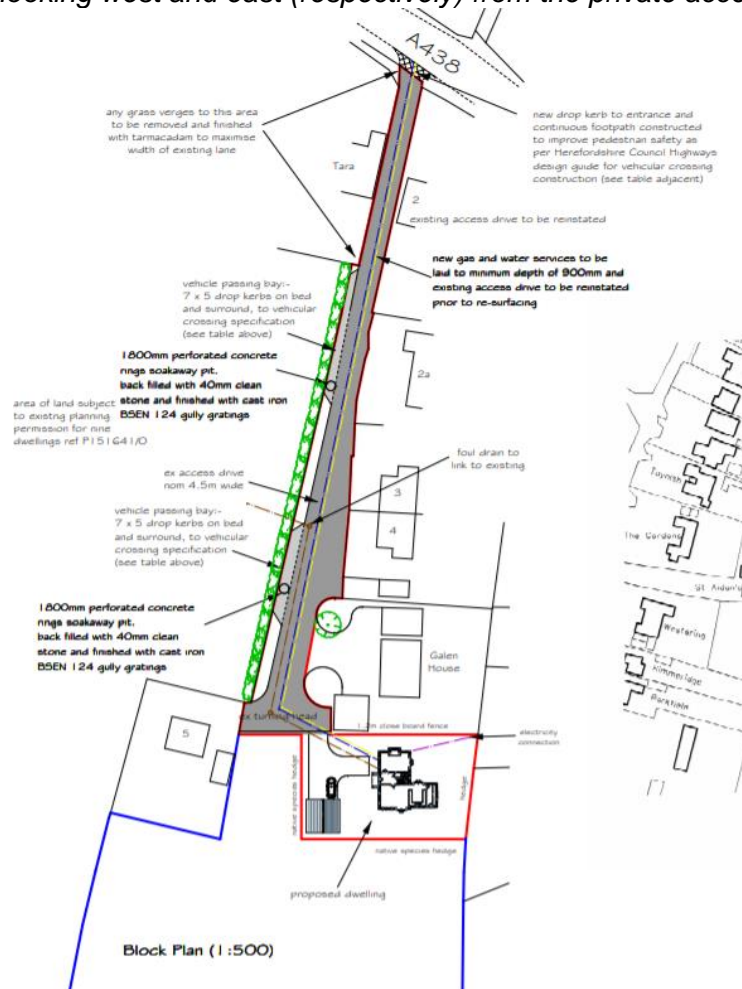 looking west and east (respectively) from the private acce
A438
any grass verges to this area
to be removed and finished
with tarmacadam to maximise
width of existing lane
new drop kerb to entrance and
continuous footpath constructed
to improve pedestrian safety as
per Herefordshire Council Highways
design guide for vehicular crossing
construction (see table adjacent)
Tara
2
existing access drive to be reinstated
new gas and water services to be
laid to minimum depth of 900mm and
existing access drive to be reinstated
prior to re-surfacing
vehicle passing bay:-
7 x 5 drop kerbs on bed
and surround, to vehicular
crossing specification
(see table above)
1800mm perforated concrete
rings soakaway pit.
back filled with 40mm clean
stone and finished with cast iron
BSEN 124 gully gratings
2a
area of land subject
to existng planning
permission for nine
dwellings ref P151641/O
foul drain to
link to existing
ex access drive
nom 4.5m wide
3
4
vehicle passing bay:-
7 x 5 drop kerbs on bed
and surround, to vehicular
crossing specification
(see table above)
1800mm perforated concrete
rings soakaway pit.
back filled with 40mm clean
stone and finished with cast iron
BSEN 124 gully gratings
Galen
House
ex turning head
close board fence
electricity
connection
5
native species hedge
hedge
native species hedge
proposed dwelling
Block Plan (1:500)
The Gardens
Westering
Kimmridge